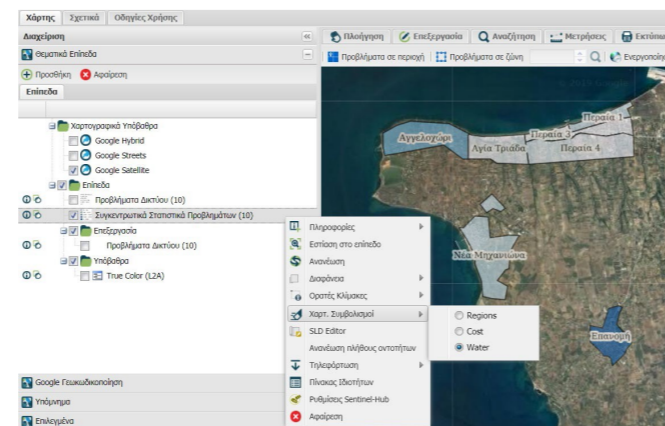 Χάρτης Σχετικά Οδηγίες Χρήσης
Διαχείριση
Πλοήγηση Επεξεργασία Αναζήτηση Μετρήσεις
Θεματικά Επίπεδα
Προβλήματα σε περιοχή Προβλήματα σε ζώνη
Προσθήκη Αφαίρεση
Επίπεδα
Χαρτογραφικά Υπόβαθρα
Google Hybrid
Google Streets
Google Satellite
Επίπεδα
Προβλήματα Δικτύου (10)
Συγκεντρωτικά Στατιστικά Προβλημάτων (10)
Επεξεργασία
Προβλήματα Δικτύου (10)
Υπόβαθρα
True Color (L2A)
Google Γεωκωδικοποίηση
Υπόμνημα
Επιλεγμένα
Πληροφορίες
Εστίαση στο επίπεδο
Ανανέωση
Διαφάνεια
Ορατές Κλίμακες
Χαρτ. Συμβολισμοί
SLD Editor
Ανανέωση πλήθους οντοτήτων
Τηλεφόρτωση
Πίνακας Ιδιοτήτων
Ρυθμίσεις Sentinel-Hub
Αφαίρεση
Regions
Cost
Water
Περαία 1
Αγγελοχώρι
Περαία 3
Αγία Τριάδα
Περαία 4
Νέα Μηχανιώνα
Επανομή